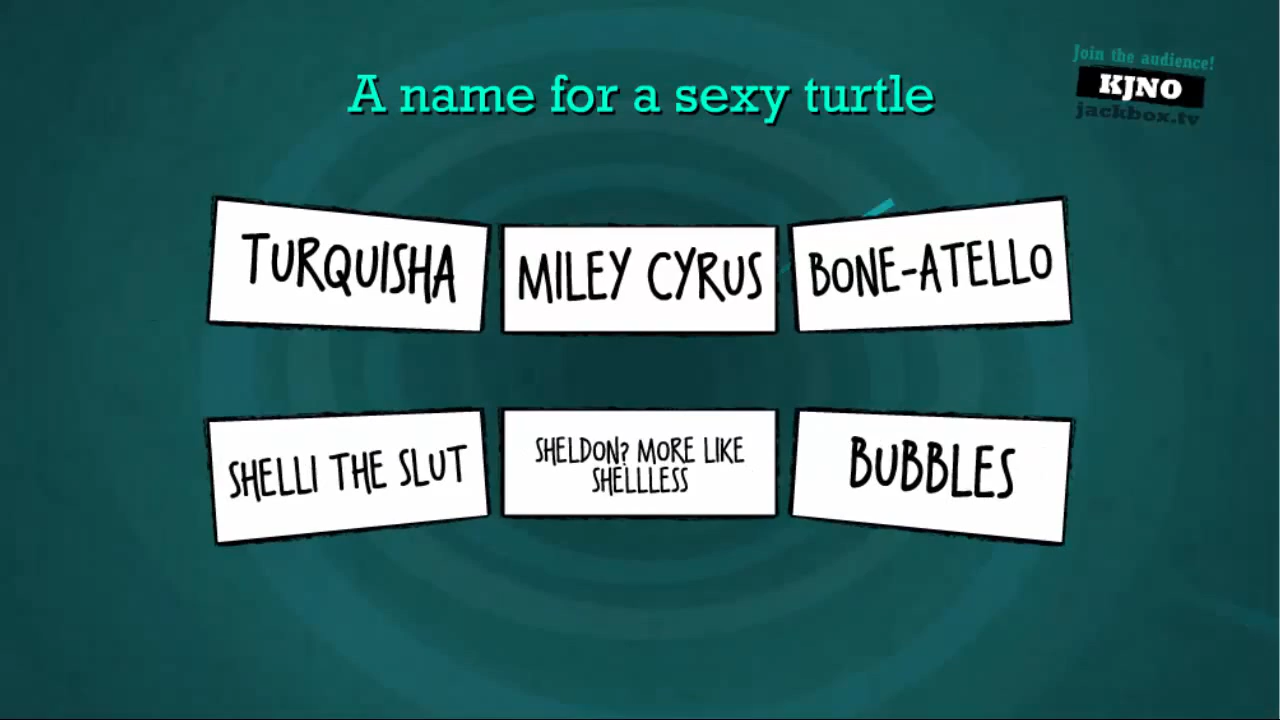 Join the audience!
KJNO
jackbox.tv
A name for a sexy turtle
TURQUISHA
MILEY CYRUS
BONE-ATELLO
SHELLI THE SLUT
SHELDON? MORE LIKE
SHELLLESS
BUBBLES